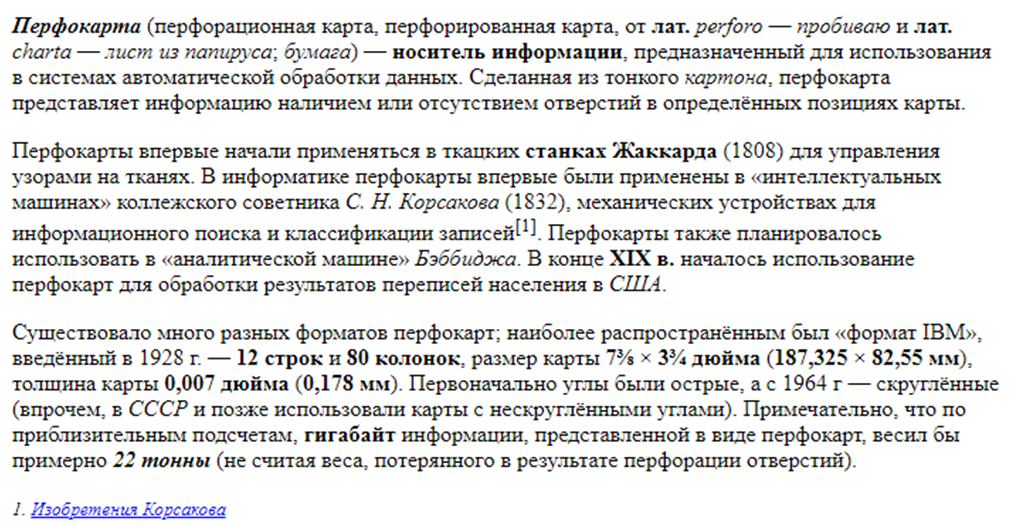 Перфокарта (перфорационная карта, перфорированная карта, от лат. perforo — пробиваю и лат.
charta — лист из папируса; бумага) — носитель информации, предназначенный для использования
в системах автоматической обработки данных. Сделанная из тонкого картона, перфокарта
представляет информацию наличием или отсутствием отверстий в определённых позициях карты.
Перфокарты впервые начали применяться в ткацких станках Жаккарда (1808) для управления
узорами на тканях. В информатике перфокарты впервые были применены в «интеллектуальных
машинах» коллежского советника С. Н. Корсакова (1832), механических устройствах для
информационного поиска и классификации записей[1]. Перфокарты также планировалось
использовать в «аналитической машине» Бэббиджа. В конце XIX в. началось использование
перфокарт для обработки результатов переписей населения в США.
Существовало много разных форматов перфокарт; наиболее распространённым был «формат IBM»,
введённый в 1928 г. — 12 строк и 80 колонок, размер карты 7⅜ × 3¾ дюйма (187,325 × 82,55 мм),
толщина карты 0,007 дюйма (0,178 мм). Первоначально углы были острые, а с 1964 г — скруглённые
(впрочем, в СССР и позже использовали карты с нескруглёнными углами). Примечательно, что по
приблизительным подсчетам, гигабайт информации, представленной в виде перфокарт, весил бы
примерно 22 тонны (не считая веса, потерянного в результате перфорации отверстий).
1. Изобретения Корсакова